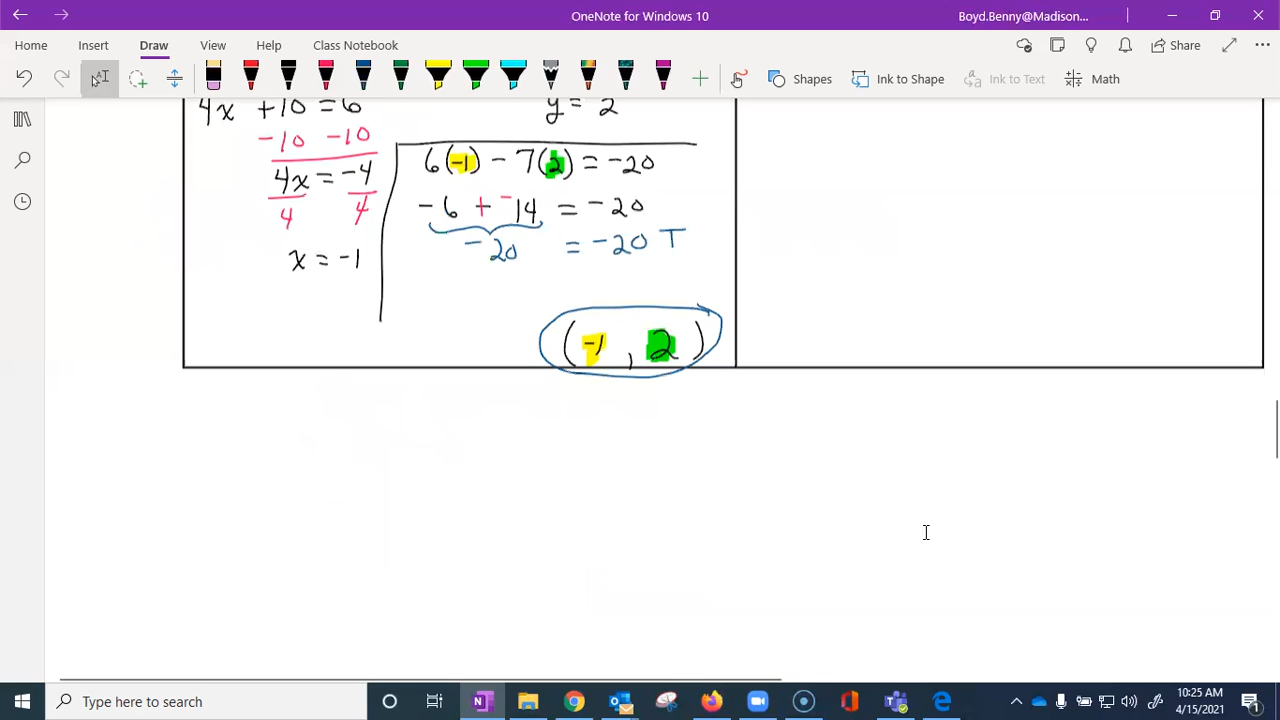 OneNote for Windows 10
Boyd.Benny@Madison...
Home Insert Draw View Help Class Notebook
Share
Shapes Ink to Shape Ink to Text Math
4x +10 = 6
y = 2
-10 -10
6(-1) - 7(2) = -20
4x = -4
4 4
-6 + -14 = -20
-20 = -20 T
x = -1
(-1, 2)
Type here to search
10:25 AM
4/15/2021
1